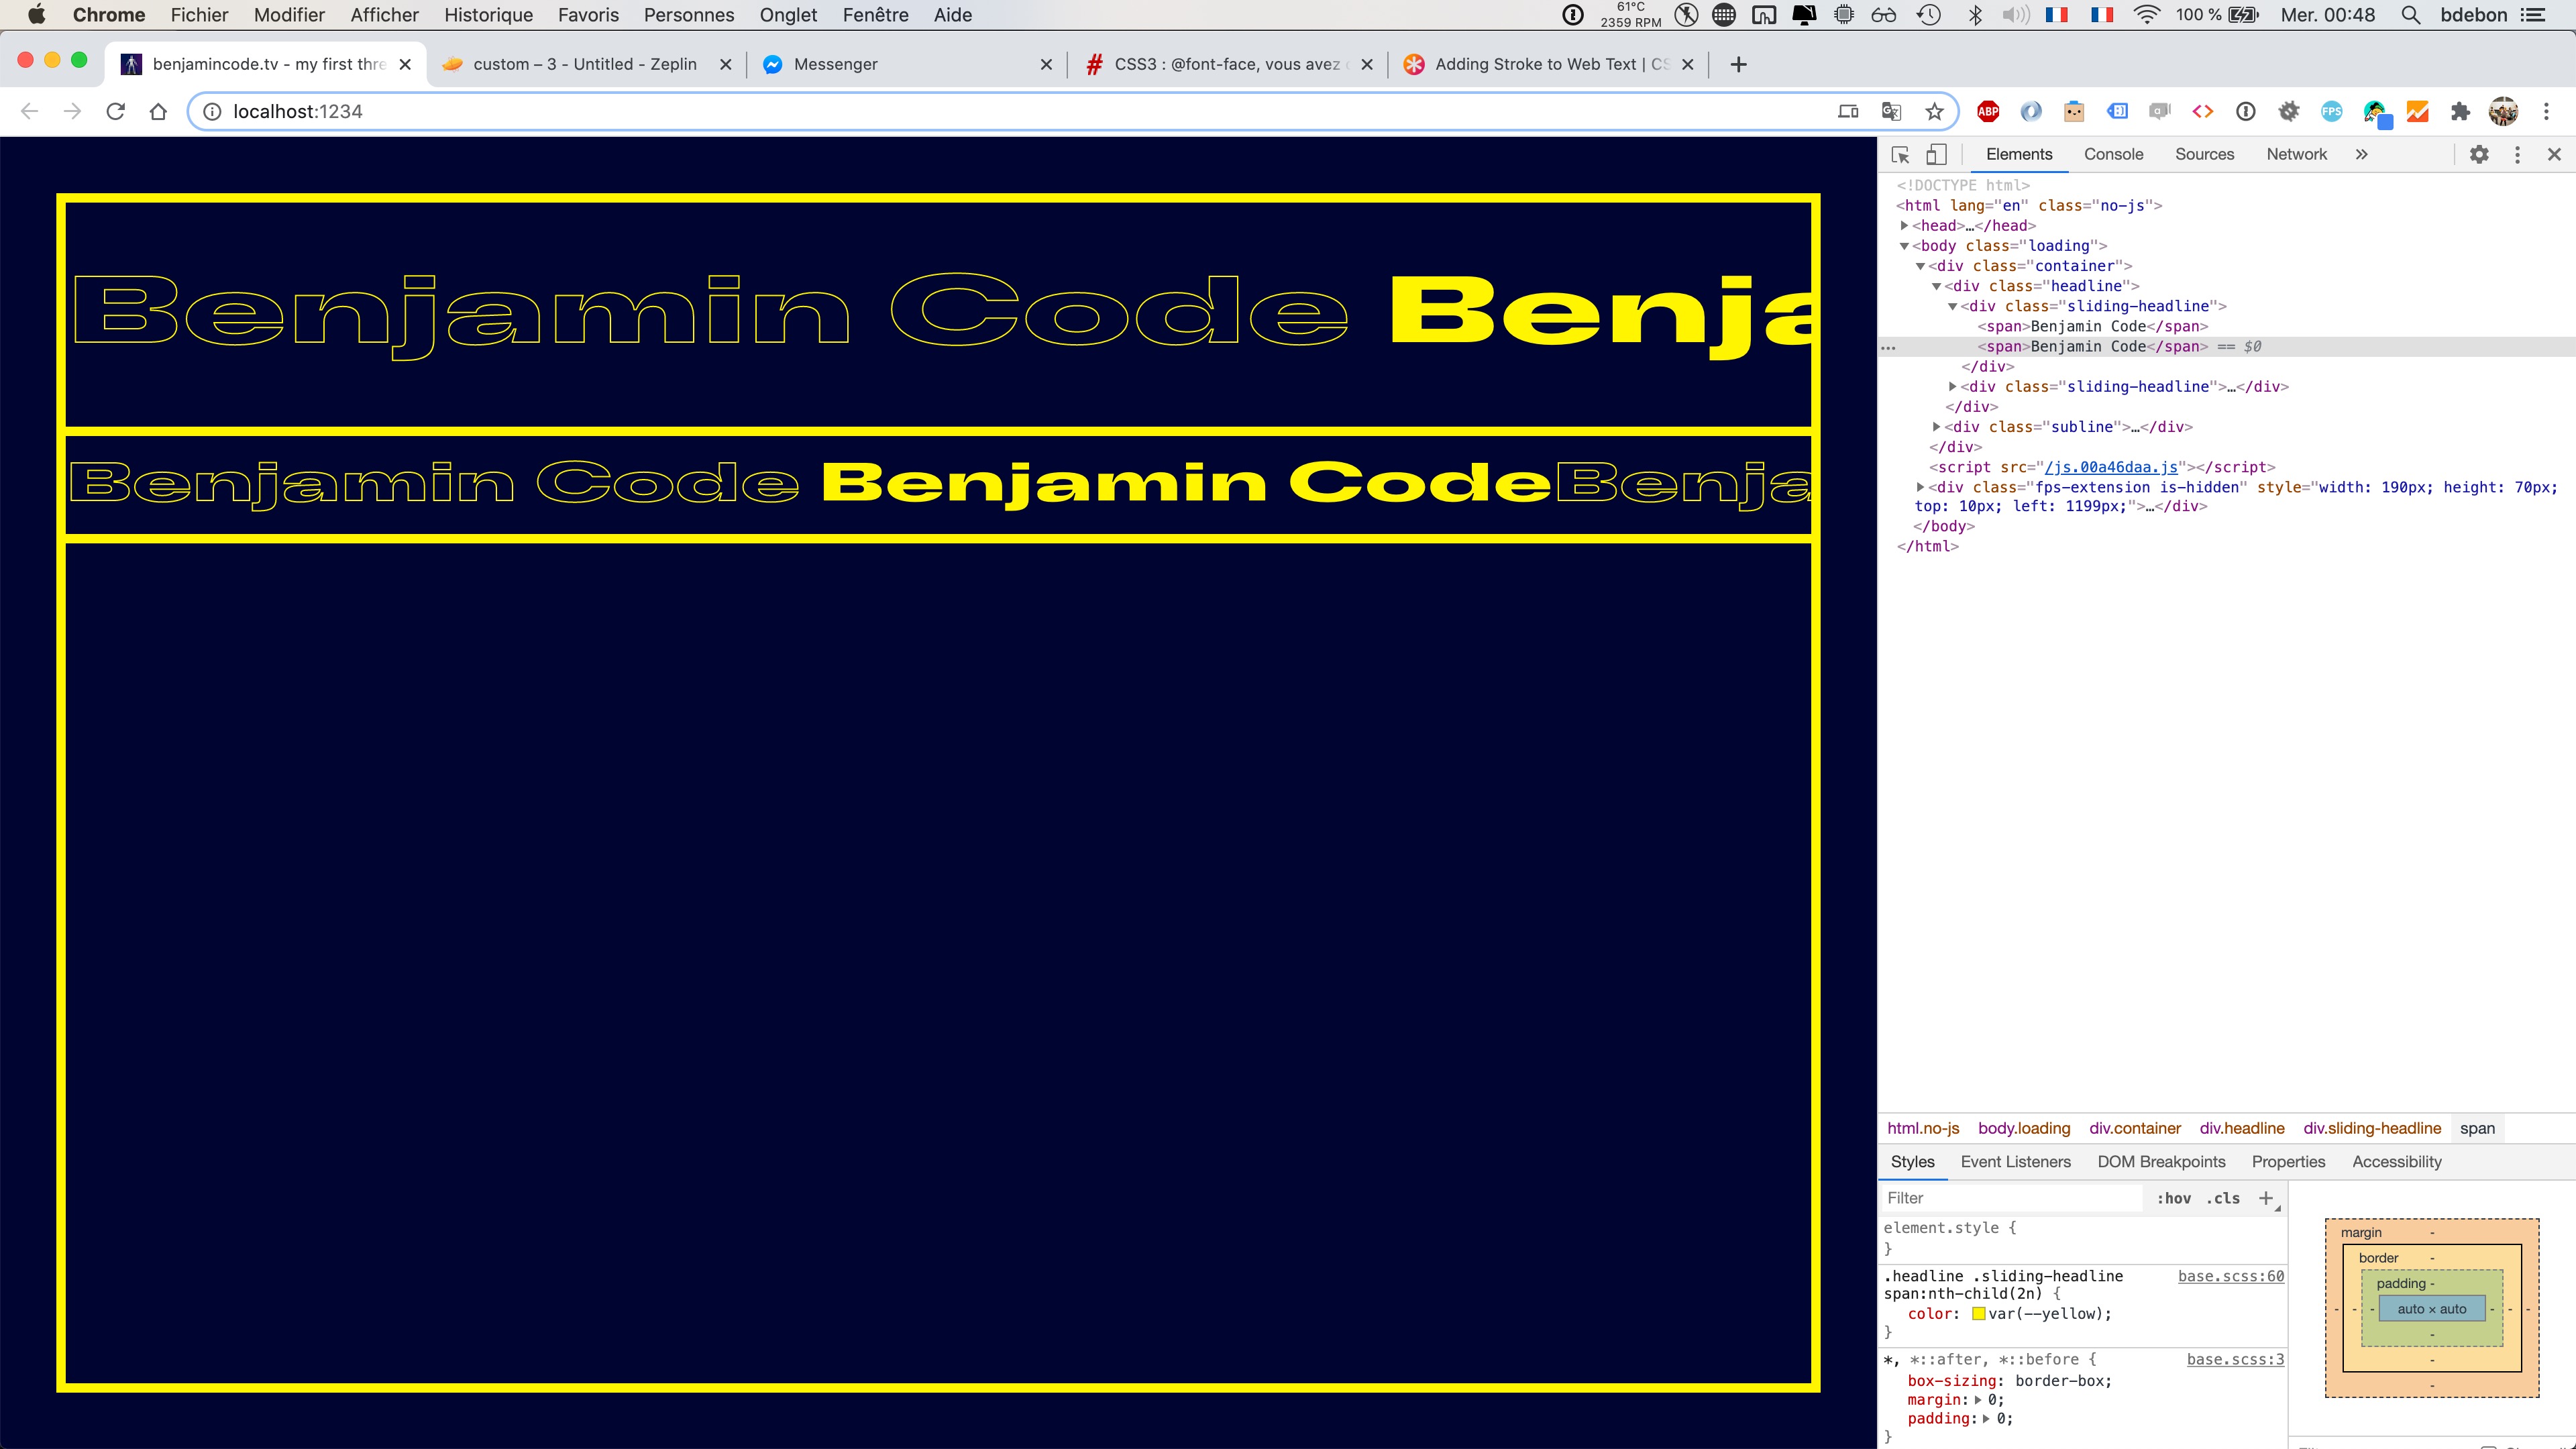 Chrome Fichier Modifier Afficher Historique Favoris Personnes Onglet Fenêtre Aide 61°C 2359 RPM 100 % Mer. 00:48 bdebon
benjamincode.tv - my first thre custom – 3 - Untitled - Zeplin Messenger CSS3 : @font-face, vous avez Adding Stroke to Web Text | CS
localhost:1234 ABP FPS
Elements Console Sources Network
<!DOCTYPE html>
<html lang="en" class="no-js">
<head>…</head>
<body class="loading">
<div class="container">
<div class="headline">
<div class="sliding-headline">
<span>Benjamin Code</span>
<span>Benjamin Code</span> == $0
</div>
<div class="sliding-headline">…</div>
</div>
<div class="subline">…</div>
</div>
<script src="/js.00a46daa.js"></script>
<div class="fps-extension is-hidden" style="width: 190px; height: 70px;
top: 10px; left: 1199px;">…</div>
</body>
</html>
Benjamin Code Benja
Benjamin Code Benjamin CodeBenja
html.no-js body.loading div.container div.headline div.sliding-headline span
Styles Event Listeners DOM Breakpoints Properties Accessibility
Filter :hov .cls +
element.style {
}
.headline .sliding-headline base.scss:60
span:nth-child(2n) {
color: var(--yellow);
}
*, *::after, *::before { base.scss:3
box-sizing: border-box;
margin: 0;
padding: 0;
}
margin -
border -
padding -
- - - auto × auto - - -
-
-
-